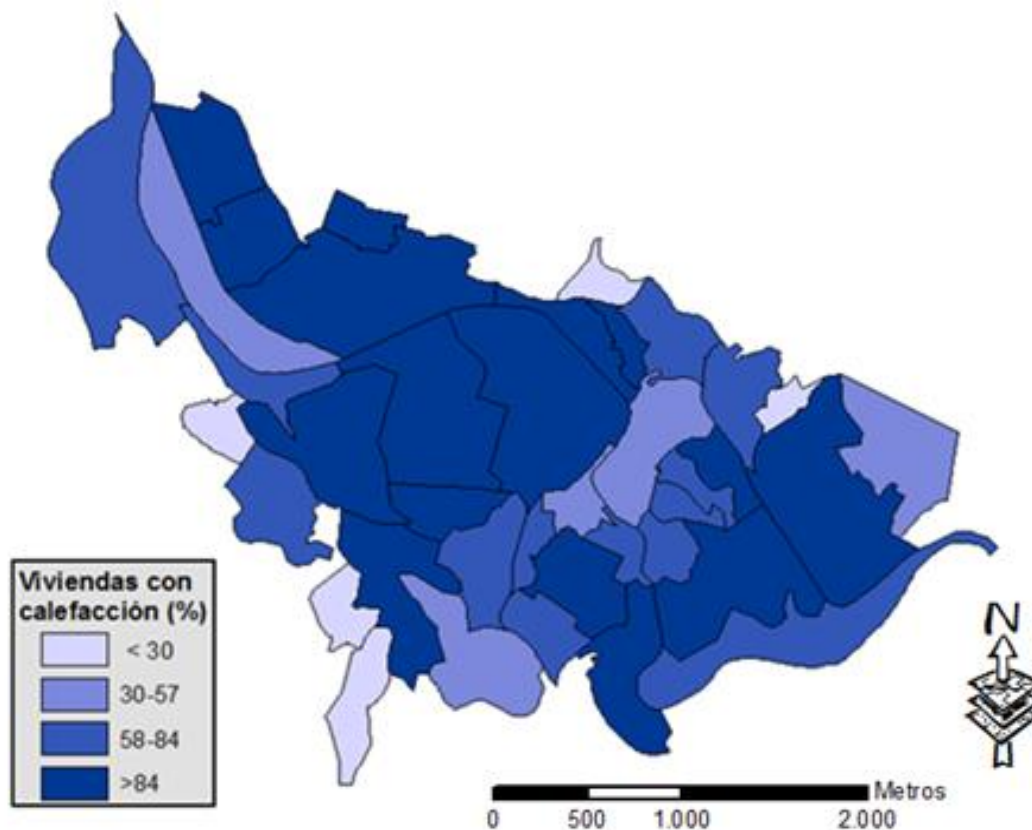 Viviendas con
calefacción (%)
< 30
30-57
58-84
>84
N
Metros
0 500 1.000 2.000